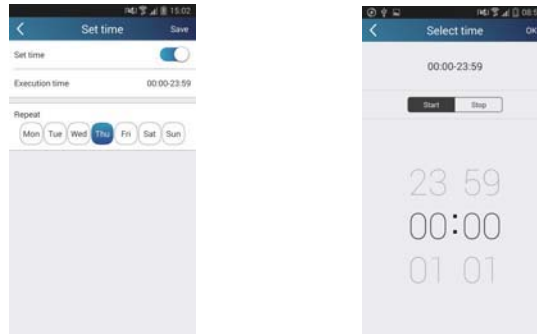 15:02
Set time
Save
Set time
Execution time
00:00-23:59
Repeat
Mon Tue Wed Thu Fri Sat Sun
Select time
OK
00:00-23:59
Start Stop
23 59
00:00
01 01